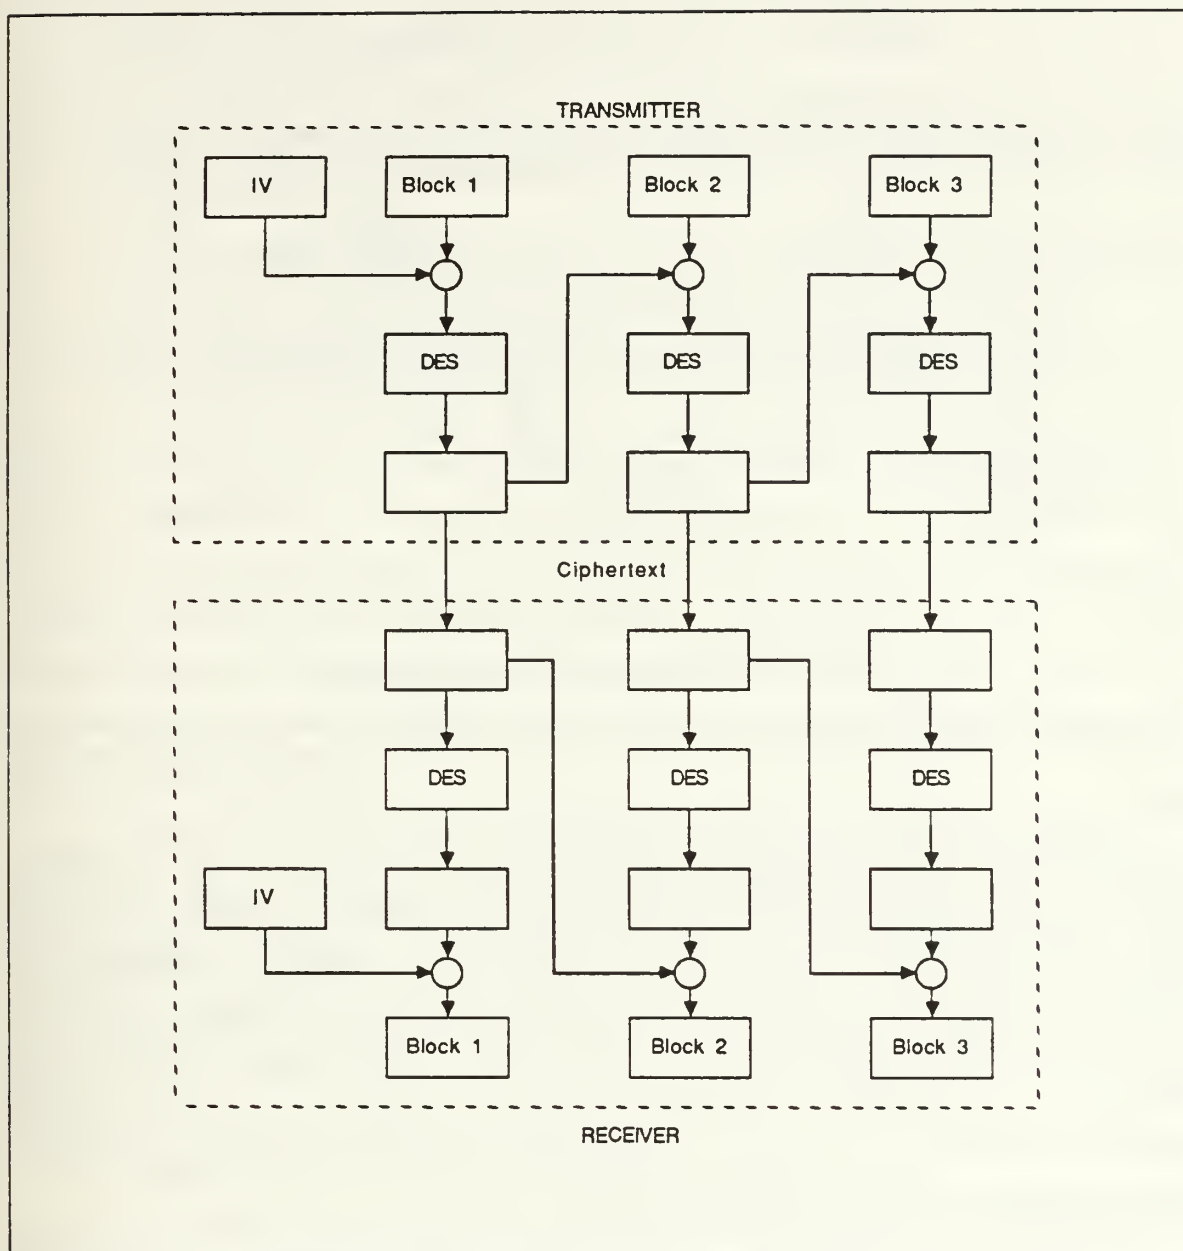 TRANSMITTER
IV
Block 1
Block 2
Block 3
DES
DES
DES
Ciphertext
DES
DES
DES
IV
Block 1
Block 2
Block 3
RECEIVER